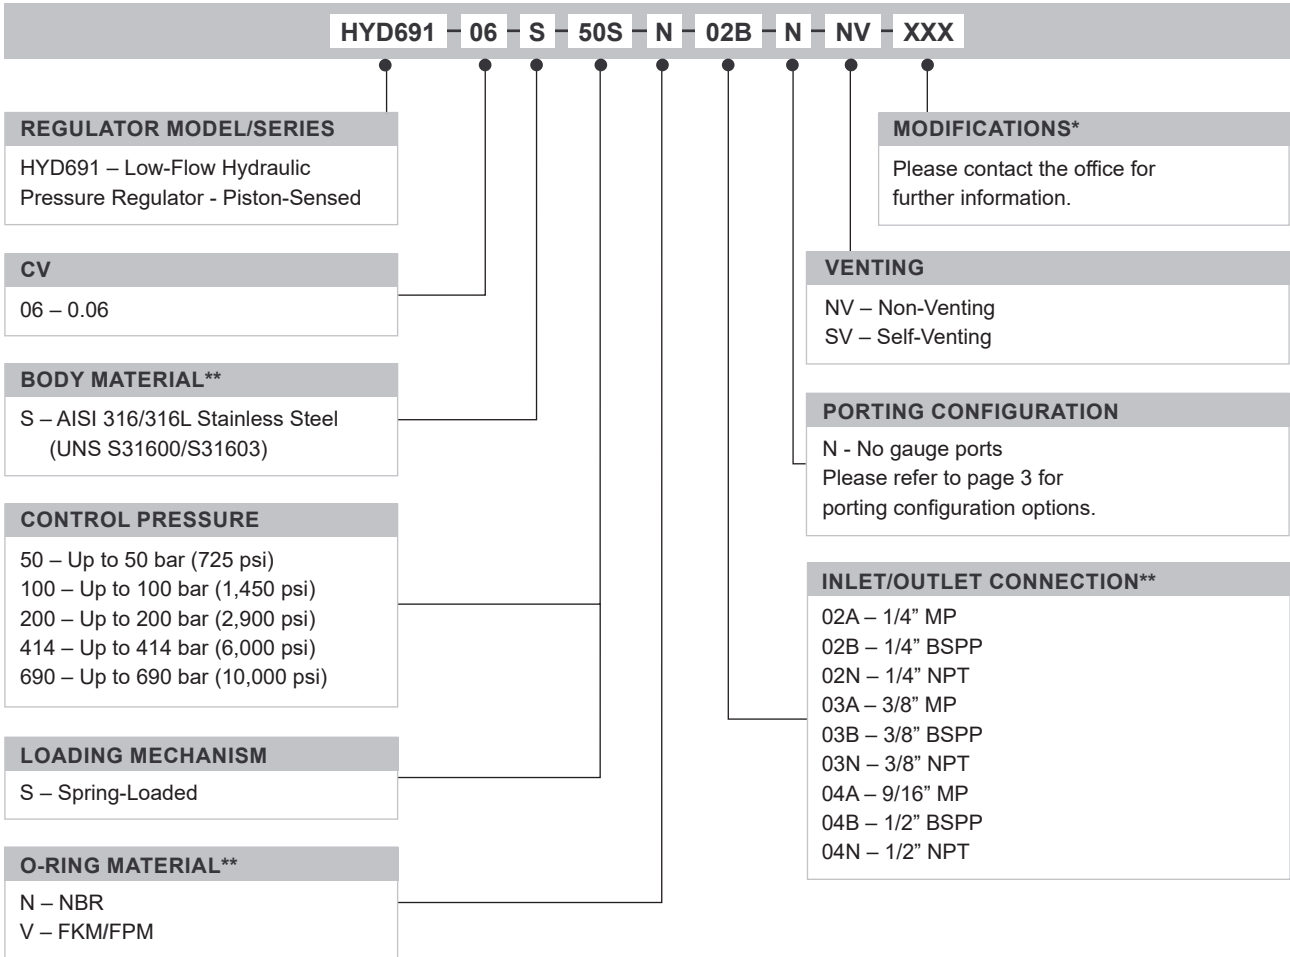 HYD691 06 S 50S N 02B N NV XXX
REGULATOR MODEL/SERIES
HYD691 – Low-Flow Hydraulic
Pressure Regulator - Piston-Sensed
CV
06 – 0.06
BODY MATERIAL**
S – AISI 316/316L Stainless Steel
(UNS S31600/S31603)
CONTROL PRESSURE
50 – Up to 50 bar (725 psi)
100 – Up to 100 bar (1,450 psi)
200 – Up to 200 bar (2,900 psi)
414 – Up to 414 bar (6,000 psi)
690 – Up to 690 bar (10,000 psi)
LOADING MECHANISM
S – Spring-Loaded
O-RING MATERIAL**
N – NBR
V – FKM/FPM
MODIFICATIONS*
Please contact the office for
further information.
VENTING
NV – Non-Venting
SV – Self-Venting
PORTING CONFIGURATION
N - No gauge ports
Please refer to page 3 for
porting configuration options.
INLET/OUTLET CONNECTION**
02A – 1/4” MP
02B – 1/4” BSPP
02N – 1/4” NPT
03A – 3/8” MP
03B – 3/8” BSPP
03N – 3/8” NPT
04A – 9/16” MP
04B – 1/2” BSPP
04N – 1/2” NPT